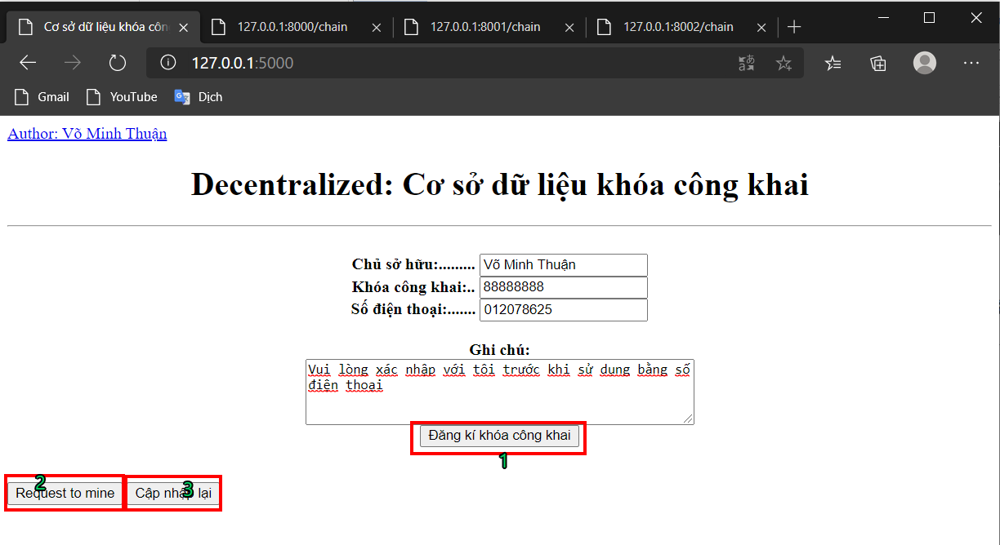 Cơ sở dữ liệu khóa côn
127.0.0.1:8000/chain
127.0.0.1:8001/chain
127.0.0.1:8002/chain
127.0.0.1:5000
Gmail
YouTube
Dịch
Author: Võ Minh Thuận
Decentralized: Cơ sở dữ liệu khóa công khai
Chủ sở hữu:......... Võ Minh Thuận
Khóa công khai:.. 88888888
Số điện thoại:....... 012078625
Ghi chú:
Vui lòng xác nhập với tôi trước khi sử dụng bằng số
điện thoại
Đăng kí khóa công khai
1
2
3
Request to mine
Cập nhập lại